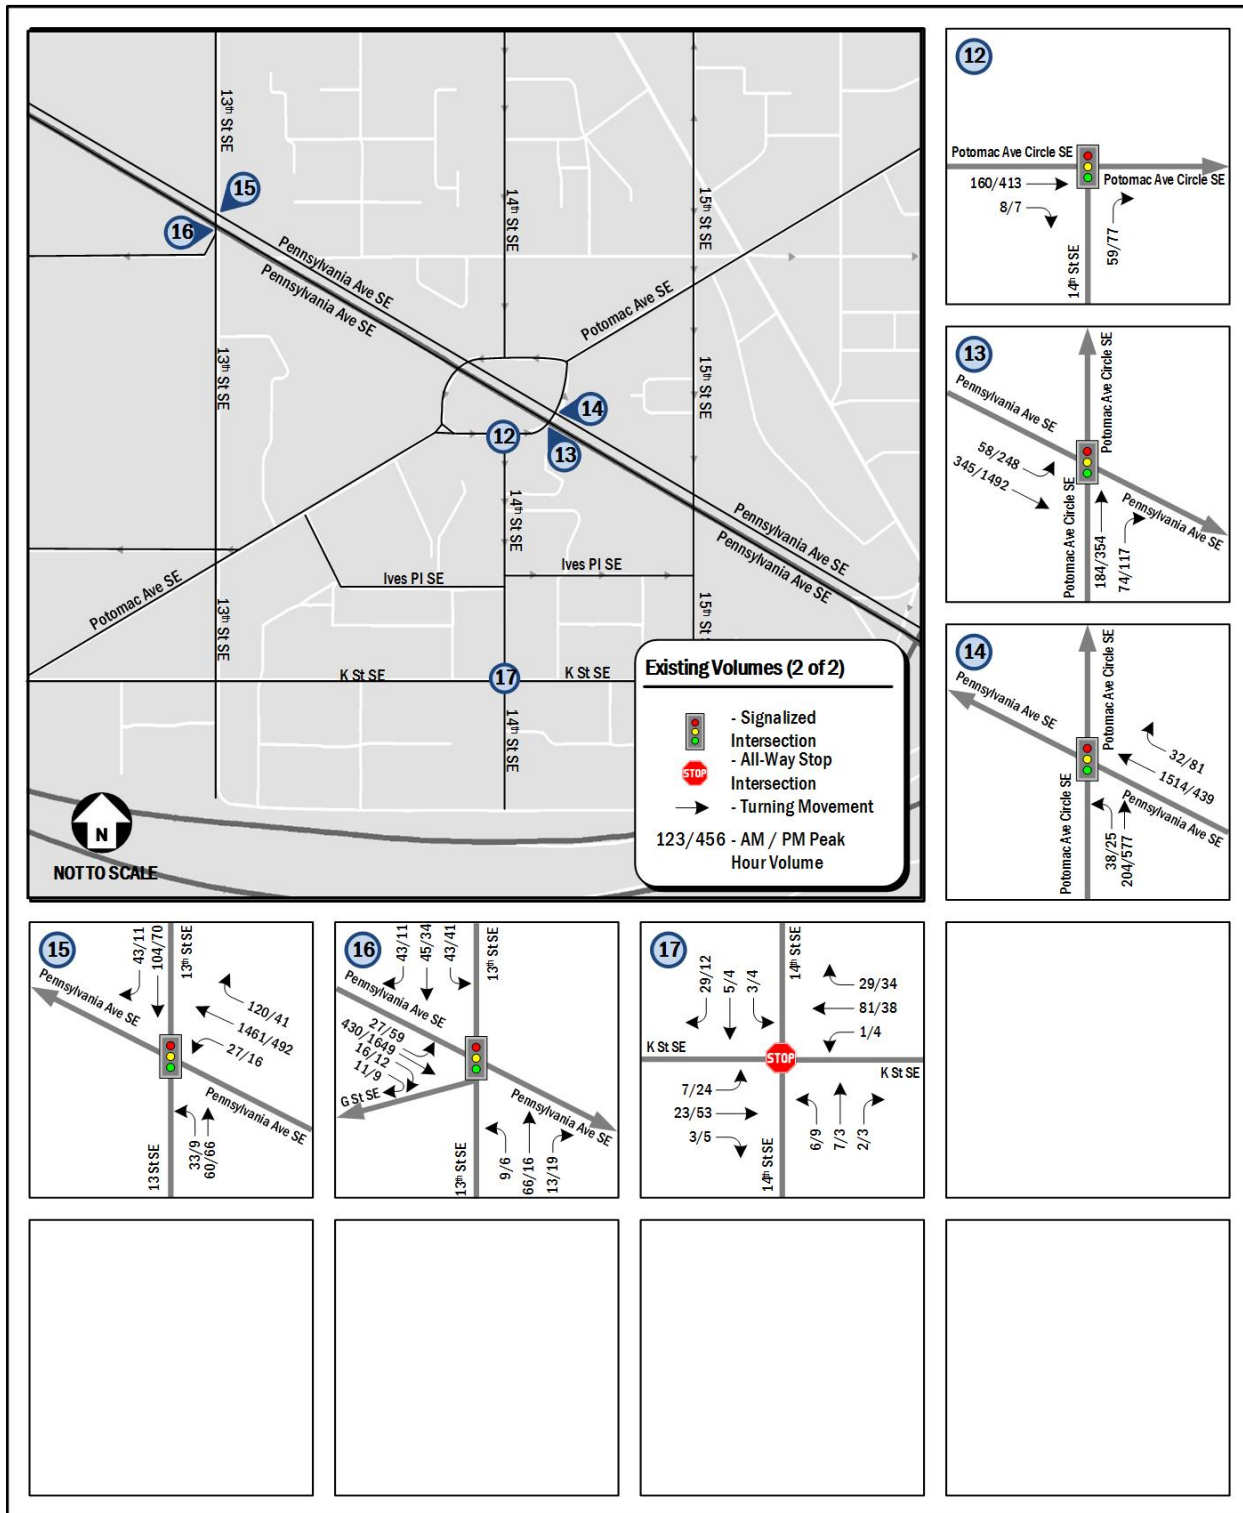 13th St SE
14th St SE
15th St SE
15
16
Pennsylvania Ave SE
Pennsylvania Ave SE
Potomac Ave SE
13th St SE
15th St SE
14
12
13
14th St SE
Pennsylvania Ave SE
Pennsylvania Ave SE
Ives Pl SE
Ives Pl SE
Potomac Ave SE
13th St SE
15th St
K St SE
17
K St SE
14th St SE
N
NOT TO SCALE
Existing Volumes (2 of 2)
- Signalized
Intersection
STOP
- All-Way Stop
Intersection
- Turning Movement
123/456 - AM / PM Peak
Hour Volume
12
Potomac Ave Circle SE
Potomac Ave Circle SE
160/413
8/7
59/77
14th St SE
13
Pennsylvania Ave SE
Potomac Ave Circle SE
58/248
345/1492
Potomac Ave Circle SE
184/354
74/117
Pennsylvania Ave SE
14
Pennsylvania Ave SE
Potomac Ave Circle SE
32/81
1514/439
Potomac Ave Circle SE
38/25
204/577
Pennsylvania Ave SE
15
43/11
104/70
13th St SE
Pennsylvania Ave SE
120/41
1461/492
27/16
Pennsylvania Ave SE
33/9
60/66
13 St SE
16
43/11
45/34
43/41
13th St SE
Pennsylvania Ave SE
27/59
430/1649
16/12
11/9
G St SE
Pennsylvania Ave SE
9/6
66/16
13/19
13th St SE
17
29/12
5/4
3/4
14th St SE
29/34
81/38
1/4
K St SE
STOP
K St SE
7/24
23/53
3/5
6/9
7/3
2/3
14th St SE